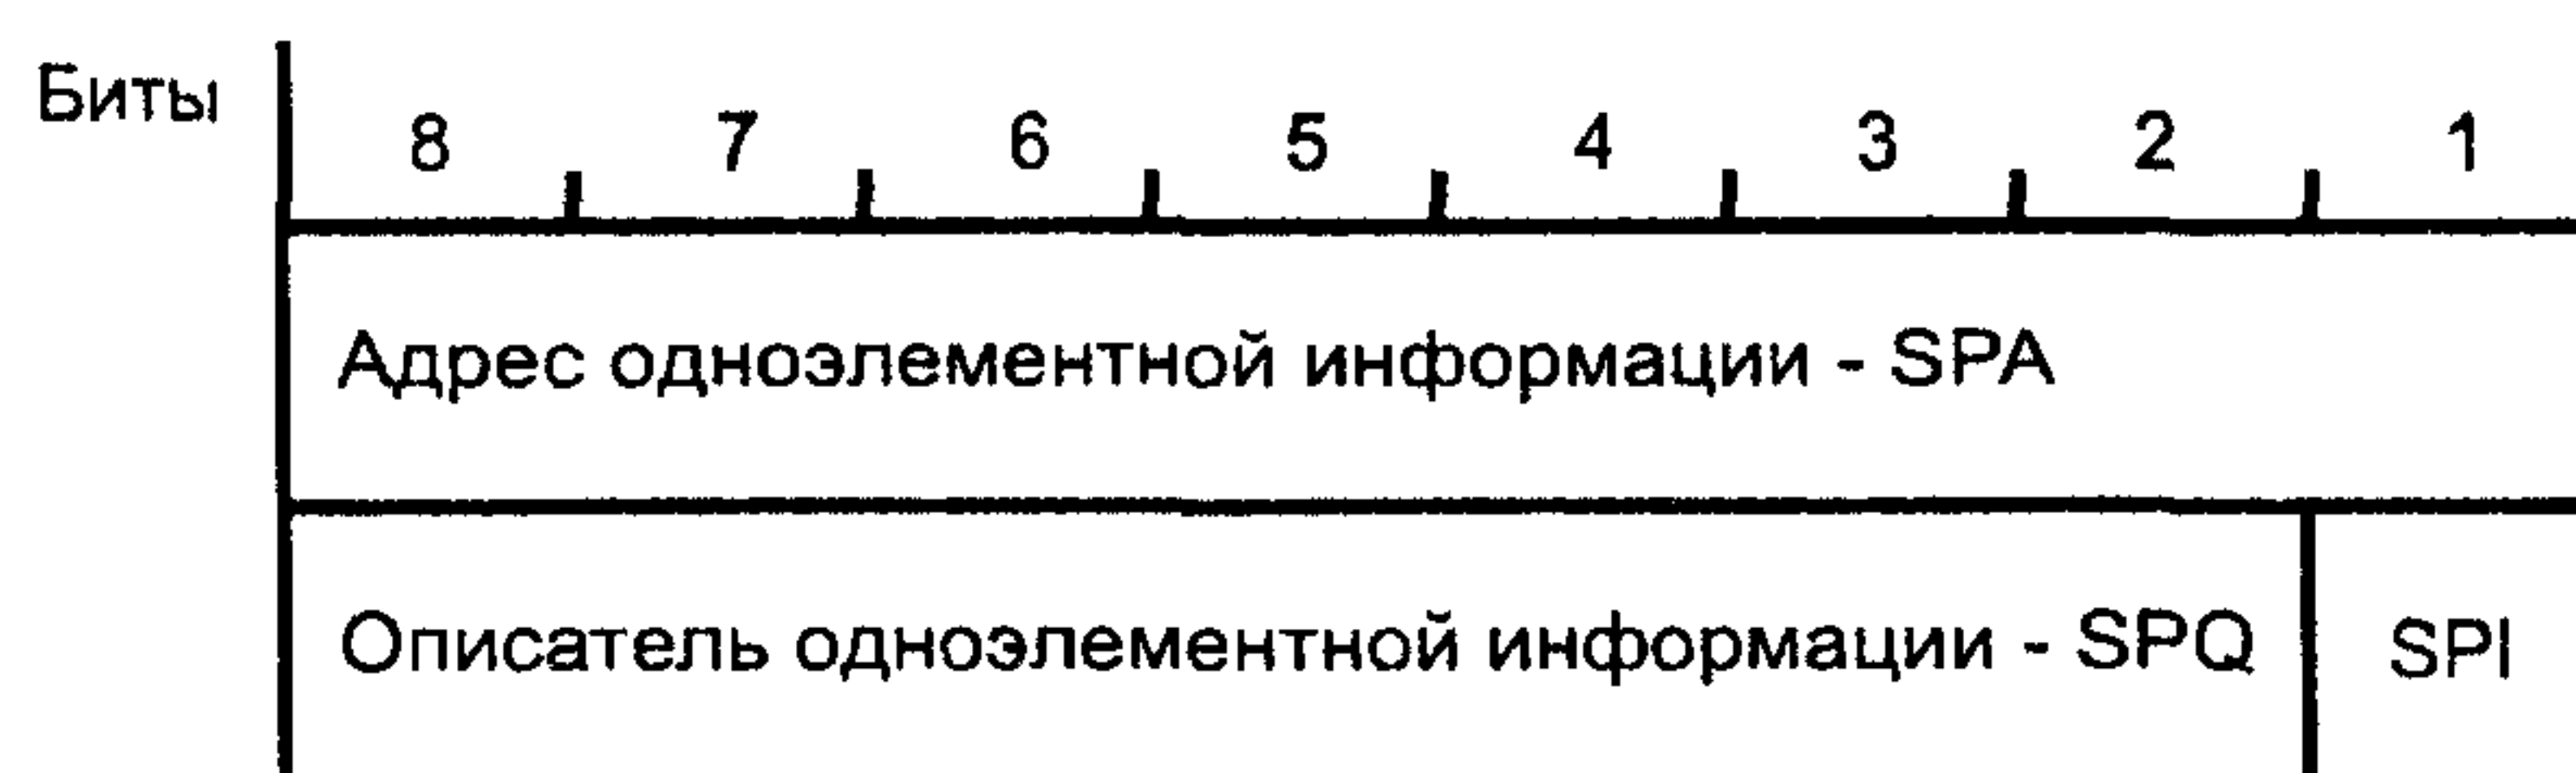 Биты 8 7 6 5 4 3 2 1
Адрес одноэлементной информации - SPA
Описатель одноэлементной информации - SPQ SPI